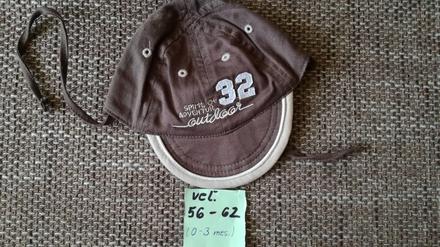 32
SPIRIT OF
ADVENTURE
outdoor
vel.
56 - 62
(0-3 mes.)